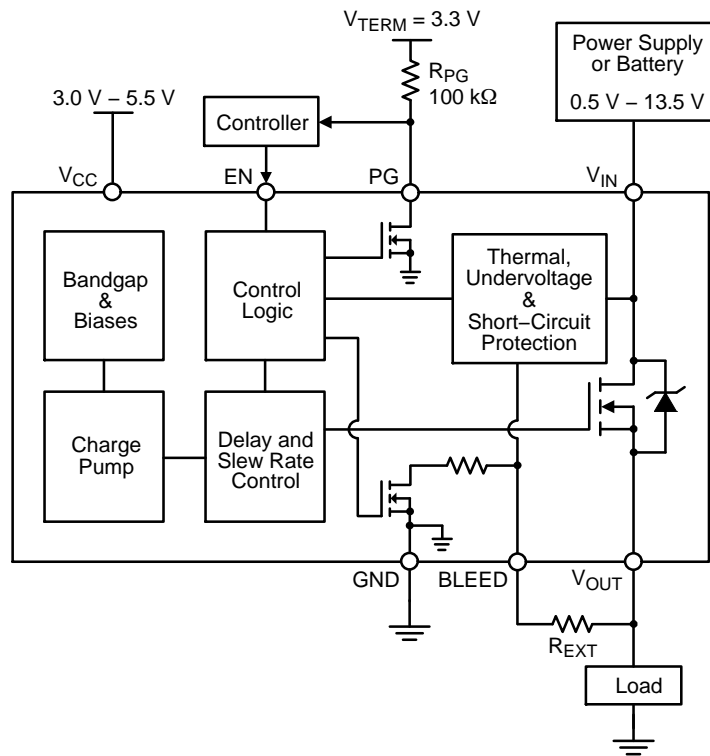 V_TERM = 3.3 V
R_PG
100 kΩ
Power Supply
or Battery
0.5 V – 13.5 V
3.0 V – 5.5 V
Controller
V_CC
EN
PG
V_IN
Bandgap
&
Biases
Control
Logic
Thermal,
Undervoltage
&
Short–Circuit
Protection
Charge
Pump
Delay and
Slew Rate
Control
GND
BLEED
V_OUT
R_EXT
Load